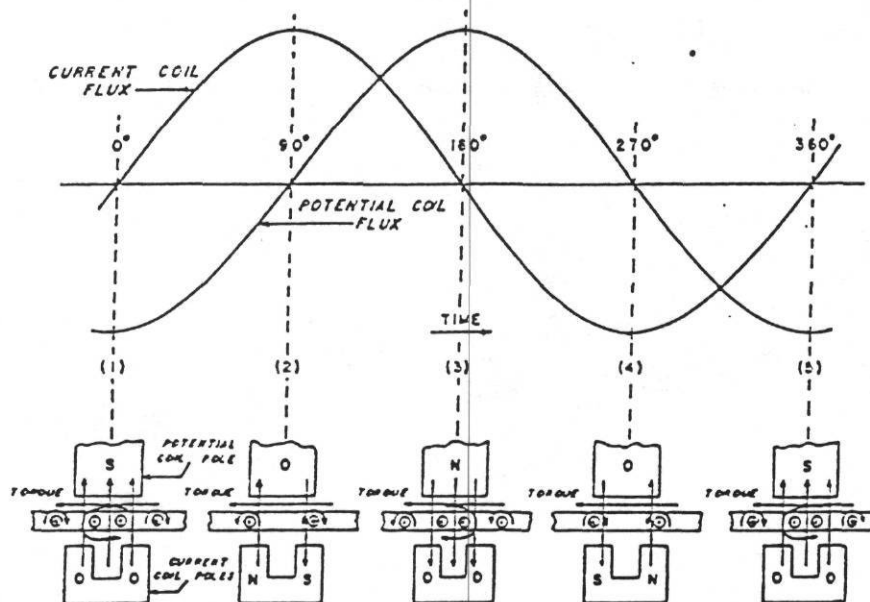 CURRENT COIL
FLUX
0° 90° 180° 270° 360°
POTENTIAL COIL
FLUX
TIME
(1) (2) (3) (4) (5)
POTENTIAL
COIL POLE
S O N O S
TORQUE TORQUE TORQUE TORQUE TORQUE
O O N S O O S N O O
CURRENT
COIL POLES